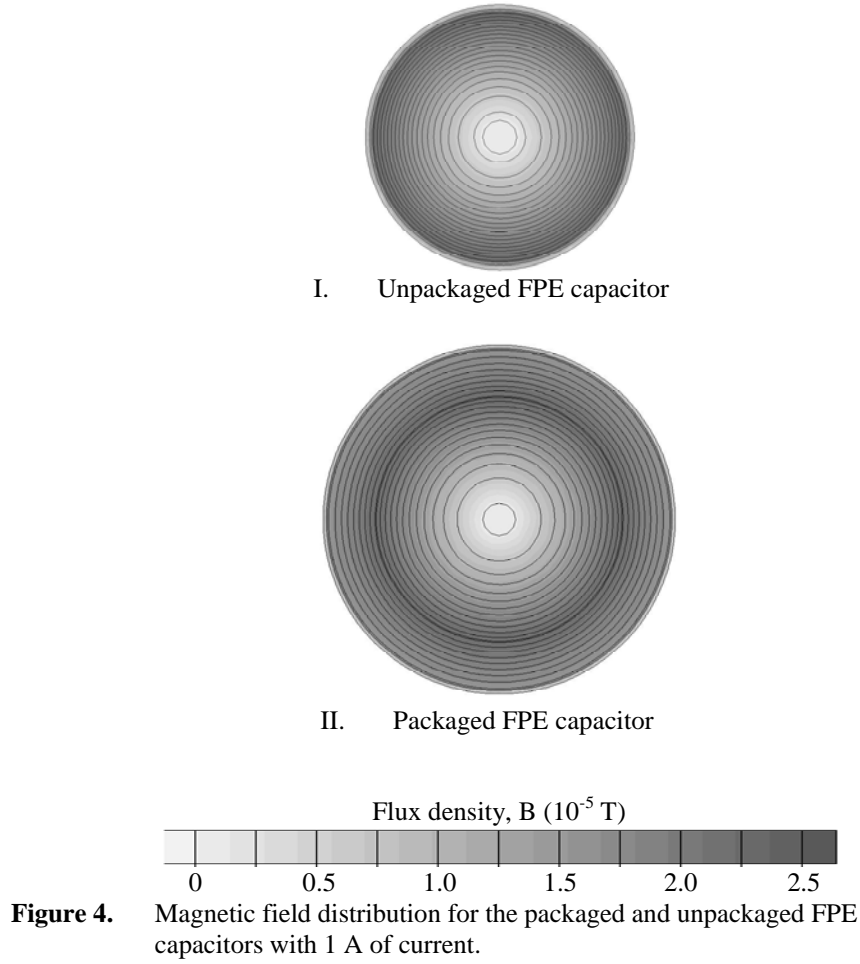 I. Unpackaged FPE capacitor
II. Packaged FPE capacitor
Flux density, B (10⁻⁵ T)
0 0.5 1.0 1.5 2.0 2.5
Figure 4. Magnetic field distribution for the packaged and unpackaged FPE
capacitors with 1 A of current.